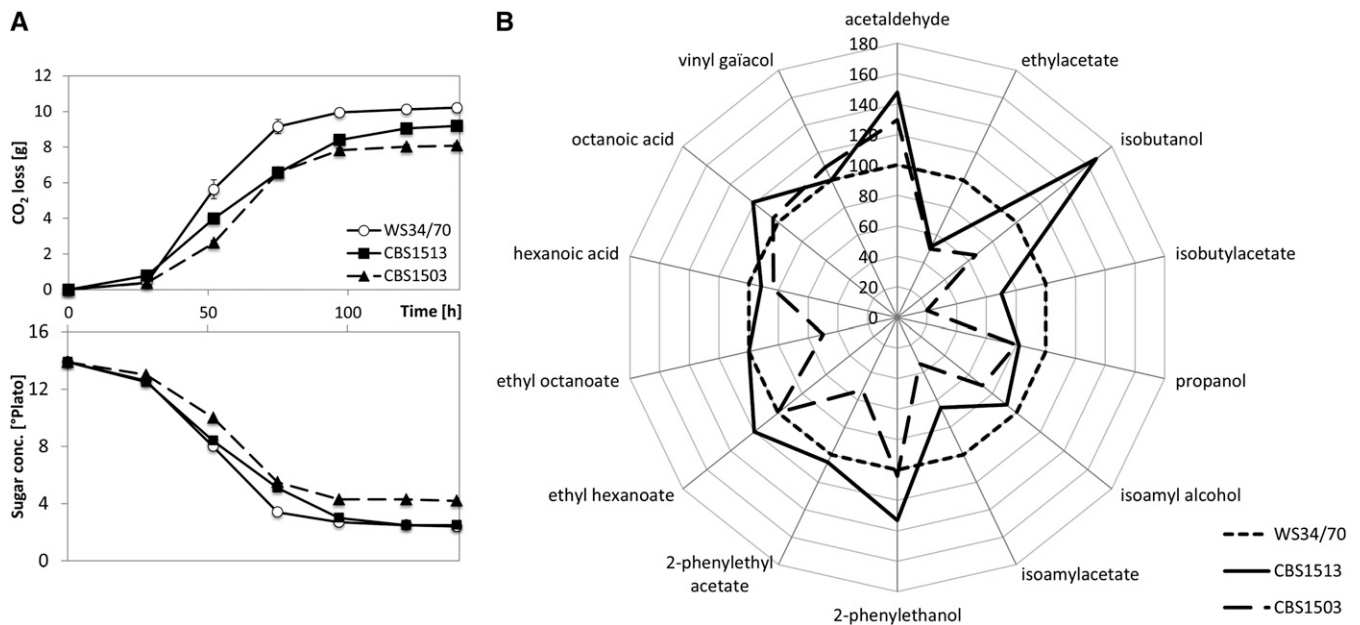 A
CO2 loss [g]
12
10
8
6
4
2
0
WS34/70
CBS1513
CBS1503
0
50
100
Time [h]
Sugar conc. [°Plato]
16
12
8
4
0
B
acetaldehyde
ethylacetate
isobutanol
isobutylacetate
propanol
isoamyl alcohol
isoamylacetate
2-phenylethanol
2-phenylethyl
acetate
ethyl hexanoate
ethyl octanoate
hexanoic acid
octanoic acid
vinyl gaïacol
180
160
140
120
100
80
60
40
20
0
WS34/70
CBS1513
CBS1503